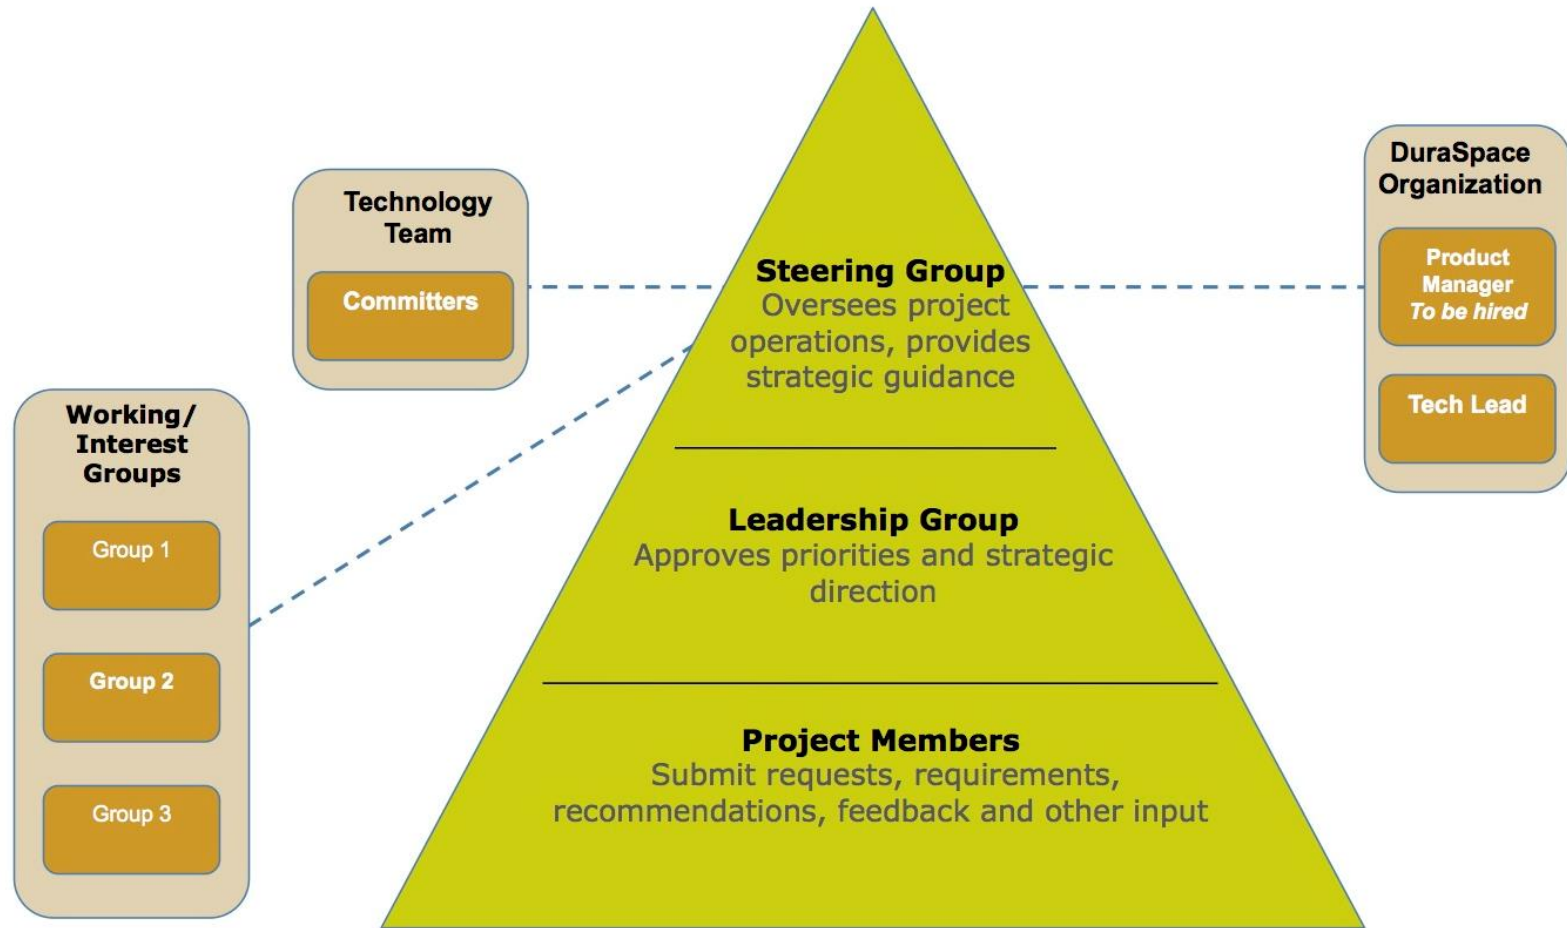 DuraSpace
Organization
Product
Manager
To be hired
Tech Lead
Technology
Team
Committers
Working/
Interest
Groups
Group 1
Group 2
Group 3
Steering Group
Oversees project
operations, provides
strategic guidance
Leadership Group
Approves priorities and strategic
direction
Project Members
Submit requests, requirements,
recommendations, feedback and other input